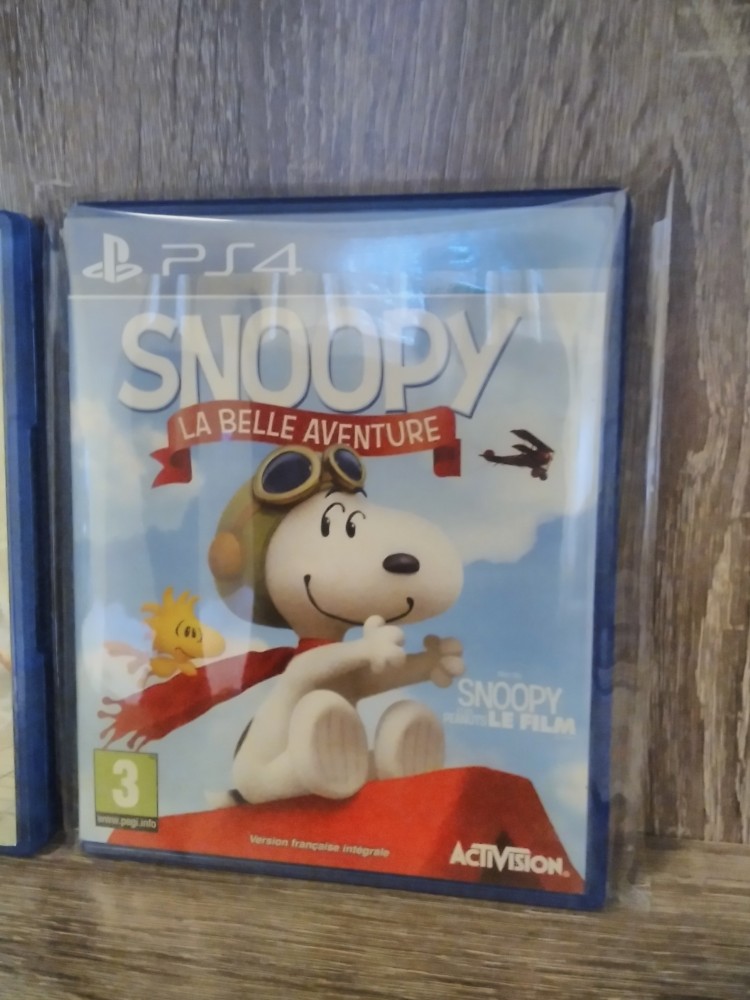 PS4
SNOOPY
LA BELLE AVENTURE
SNOOPY
LE FILM
3
www.pegi.info
Version française intégrale
ACTIVISION